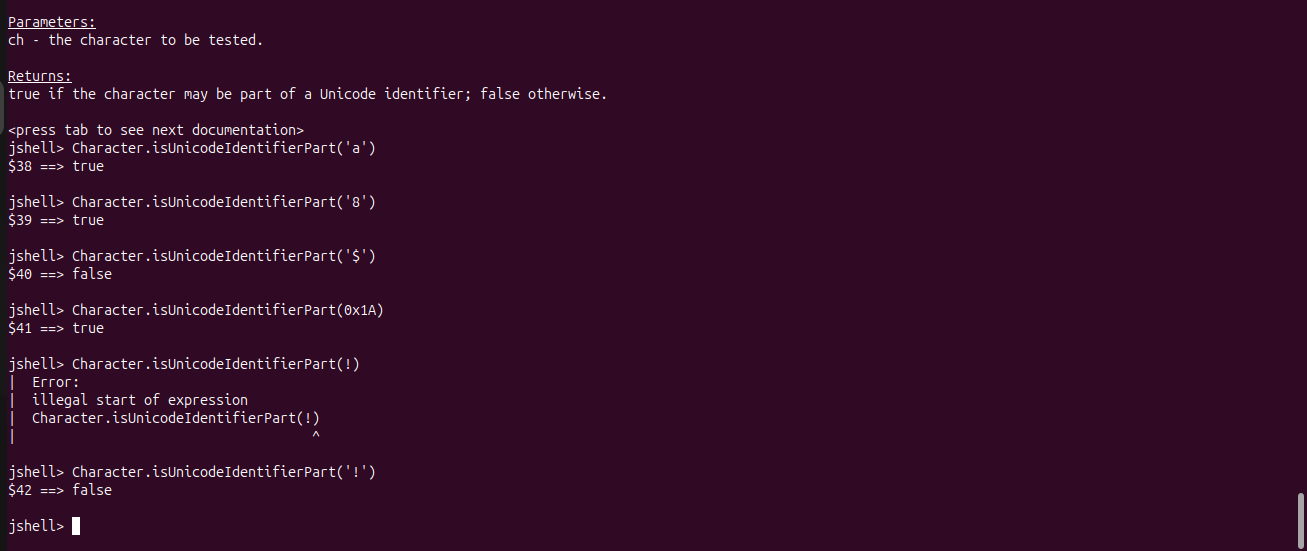 Parameters:
ch - the character to be tested.
Returns:
true if the character may be part of a Unicode identifier; false otherwise.
<press tab to see next documentation>
jshell> Character.isUnicodeIdentifierPart('a')
$38 ==> true
jshell> Character.isUnicodeIdentifierPart('8')
$39 ==> true
jshell> Character.isUnicodeIdentifierPart('$')
$40 ==> false
jshell> Character.isUnicodeIdentifierPart(0x1A)
$41 ==> true
jshell> Character.isUnicodeIdentifierPart(!)
|  Error:
|  illegal start of expression
|  Character.isUnicodeIdentifierPart(!)
|                                    ^
jshell> Character.isUnicodeIdentifierPart('!')
$42 ==> false
jshell>